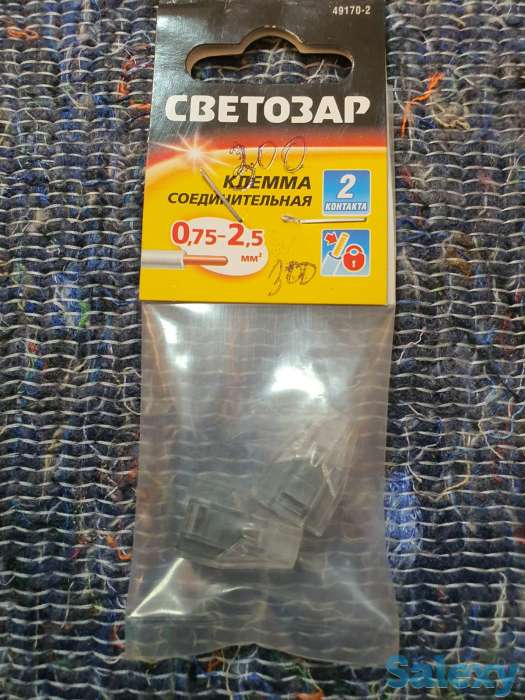 49170-2
СВЕТОЗАР
300
КЛЕММА
СОЕДИНИТЕЛЬНАЯ
2
КОНТАКТА
0,75-2,5
мм²
300
Salexy